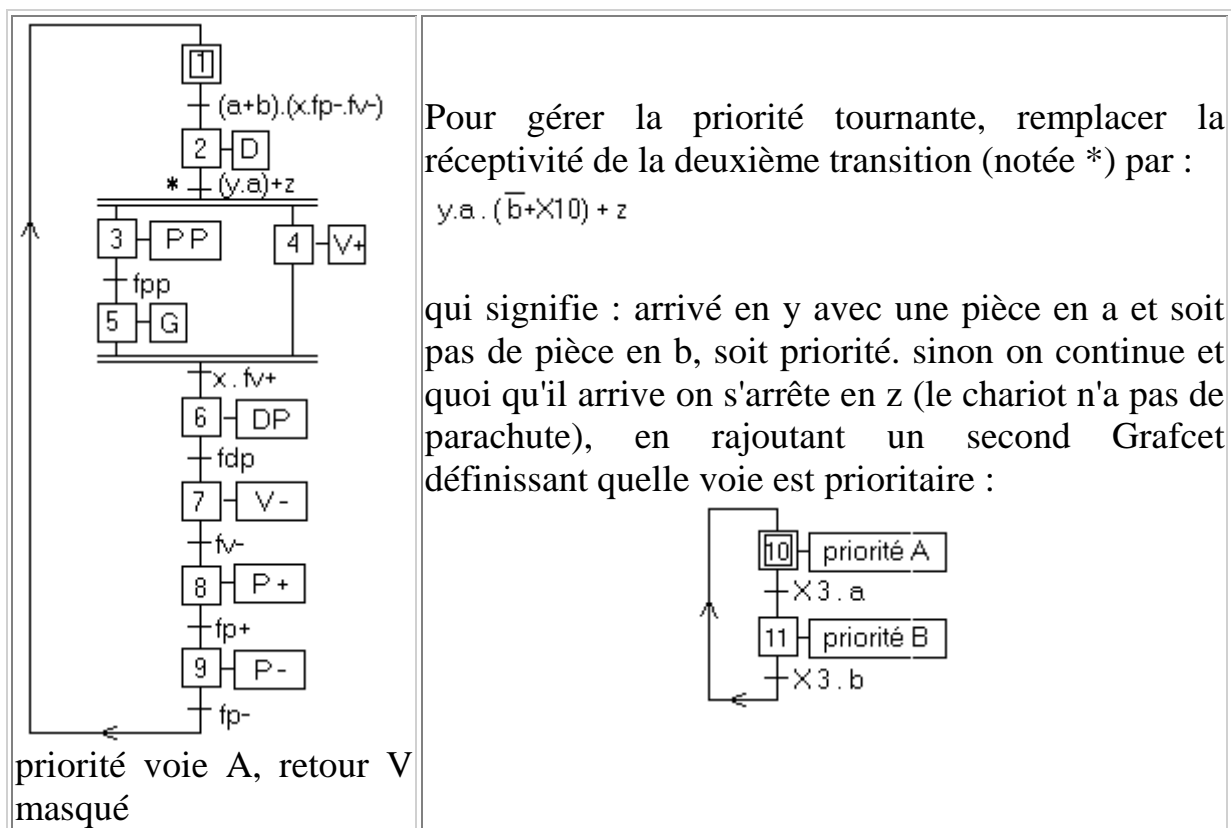 1
(a+b).(x.fp-.fv-)
2 D
* (y.a)+z
3 PP 4 V+
fpp
5 G
x.fv+
6 DP
fdp
7 V-
fv-
8 P+
fp+
9 P-
fp-
priorité voie A, retour V
masqué
Pour gérer la priorité tournante, remplacer la
réceptivité de la deuxième transition (notée *) par :
y.a.(b̅+X10)+z
qui signifie : arrivé en y avec une pièce en a et soit
pas de pièce en b, soit priorité. sinon on continue et
quoi qu'il arrive on s'arrête en z (le chariot n'a pas de
parachute), en rajoutant un second Grafcet
définissant quelle voie est prioritaire :
10 priorité A
X3.a
11 priorité B
X3.b